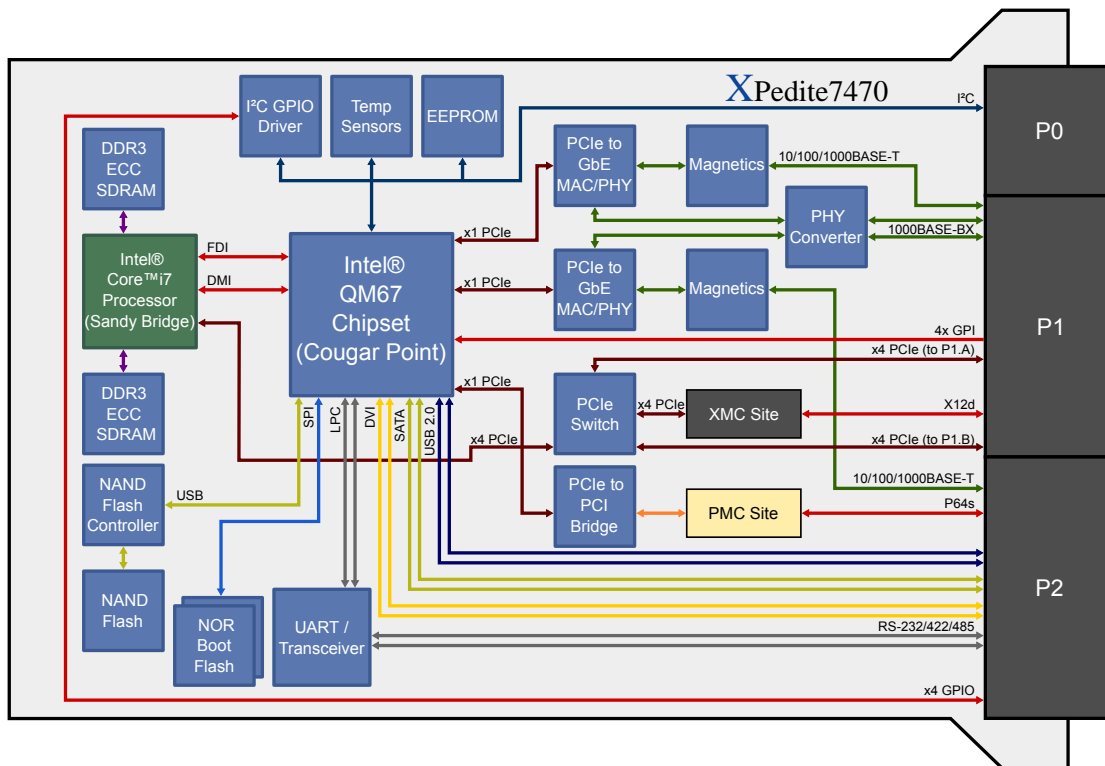 XPedite7470
I²C GPIO
Driver
Temp
Sensors
EEPROM
I²C
P0
DDR3
ECC
SDRAM
PCIe to
GbE
MAC/PHY
Magnetics
10/100/1000BASE-T
PHY
Converter
1000BASE-BX
x1 PCIe
Intel®
Core™i7
Processor
(Sandy Bridge)
FDI
DMI
Intel®
QM67
Chipset
(Cougar Point)
x1 PCIe
PCIe to
GbE
MAC/PHY
Magnetics
4x GPI
P1
x4 PCIe (to P1.A)
DDR3
ECC
SDRAM
x1 PCIe
PCIe
Switch
x4 PCIe
XMC Site
X12d
x4 PCIe
x4 PCIe (to P1.B)
SPI
LPC
DVI
SATA
USB 2.0
NAND
Flash
Controller
USB
PCIe to
PCI
Bridge
PMC Site
10/100/1000BASE-T
P64s
P2
NAND
Flash
NOR
Boot
Flash
UART /
Transceiver
RS-232/422/485
x4 GPIO